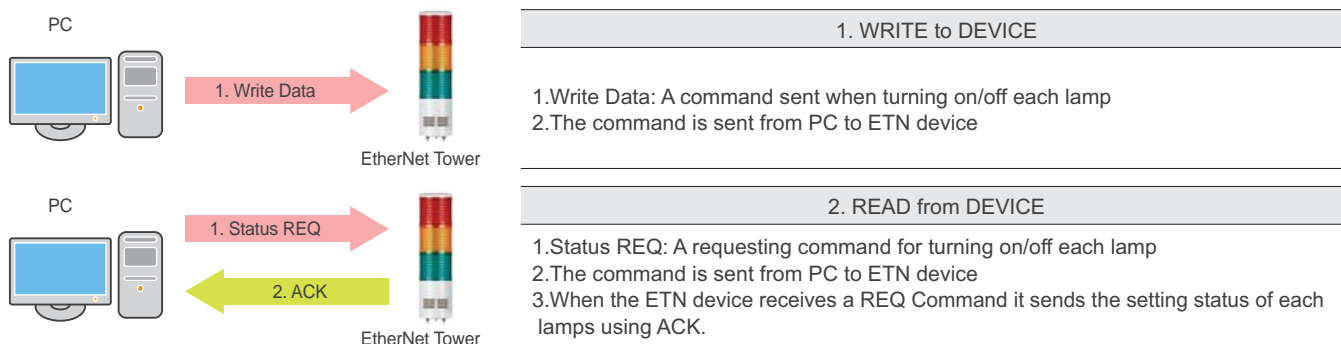 PC
1. Write Data
EtherNet Tower
1. WRITE to DEVICE
1.Write Data: A command sent when turning on/off each lamp
2.The command is sent from PC to ETN device
PC
1. Status REQ
2. ACK
EtherNet Tower
2. READ from DEVICE
1.Status REQ: A requesting command for turning on/off each lamp
2.The command is sent from PC to ETN device
3.When the ETN device receives a REQ Command it sends the setting status of each
lamps using ACK.